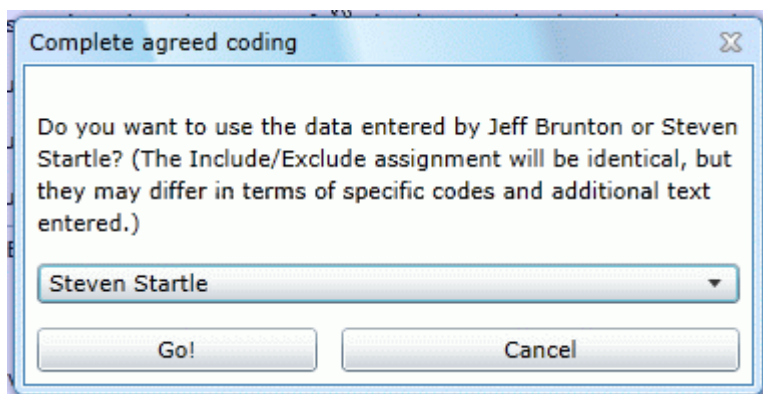 Complete agreed coding
Do you want to use the data entered by Jeff Brunton or Steven
Startle? (The Include/Exclude assignment will be identical, but
they may differ in terms of specific codes and additional text
entered.)
Steven Startle
Go!
Cancel